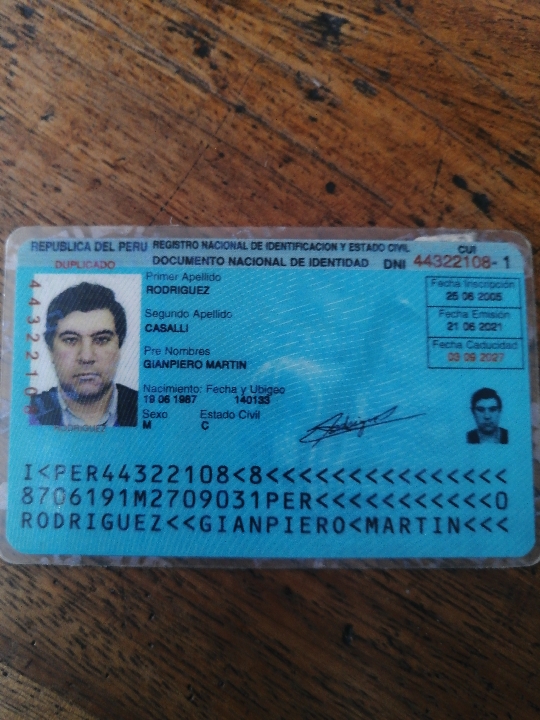 REPUBLICA DEL PERU REGISTRO NACIONAL DE IDENTIFICACION Y ESTADO CIVIL CUI
DUPLICADO DOCUMENTO NACIONAL DE IDENTIDAD DNI 44322108-1
Primer Apellido
RODRIGUEZ
Segundo Apellido
CASALLI
Pre Nombres
GIANPIERO MARTIN
Nacimiento: Fecha y Ubigeo
19 06 1987 140133
Sexo Estado Civil
M C
Fecha Inscripción
25 06 2005
Fecha Emisión
21 06 2021
Fecha Caducidad
03 09 2027
4432210
RODRIGUEZ
Rodriguez
I<PER44322108<8<<<<<<<<<<<<<<<
8706191M2709031PER<<<<<<<<<<<0
RODRIGUEZ<<GIANPIERO<MARTIN<<<